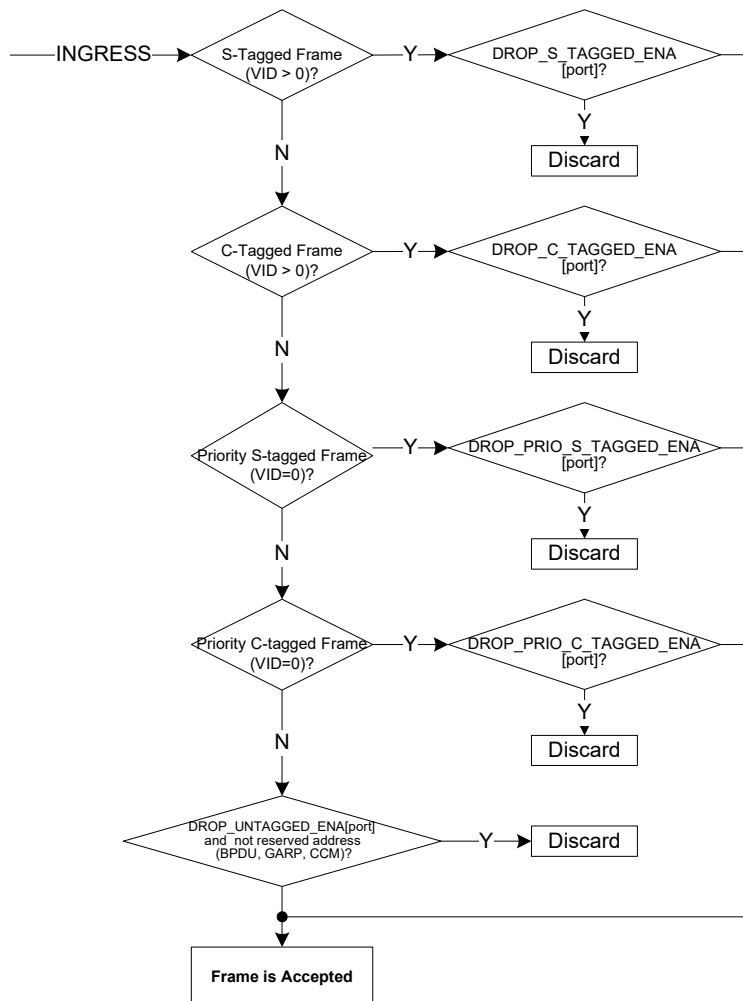 INGRESS
S-Tagged Frame
(VID > 0)?
Y
DROP_S_TAGGED_ENA
[port]?
Y
Discard
N
C-Tagged Frame
(VID > 0)?
Y
DROP_C_TAGGED_ENA
[port]?
Y
Discard
N
Priority S-tagged Frame
(VID=0)?
Y
DROP_PRIO_S_TAGGED_ENA
[port]?
Y
Discard
N
Priority C-tagged Frame
(VID=0)?
Y
DROP_PRIO_C_TAGGED_ENA
[port]?
Y
Discard
N
DROP_UNTAGGED_ENA[port]
and not reserved address
(BPDU, GARP, CCM)?
Y
Discard
Frame is Accepted